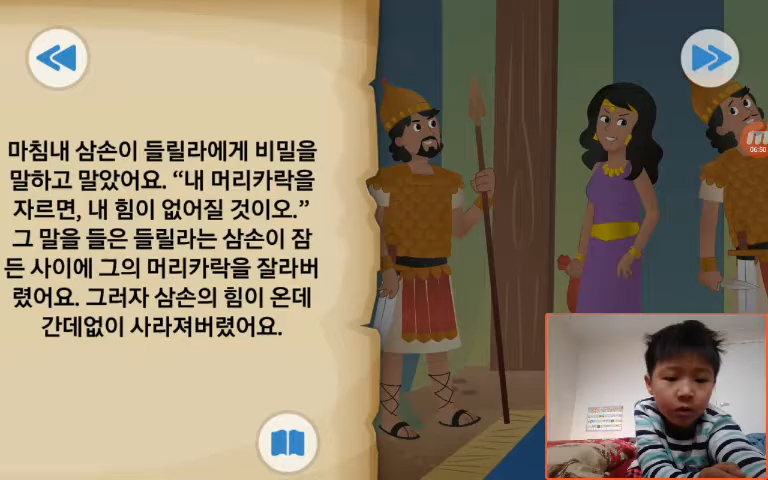 마침내 삼손이 들릴라에게 비밀을
말하고 말았어요. “내 머리카락을
자르면, 내 힘이 없어질 것이오.”
그 말을 들은 들릴라는 삼손이 잠
든 사이에 그의 머리카락을 잘라버
렸어요. 그러자 삼손의 힘이 온데
간데없이 사라져버렸어요.
06:50